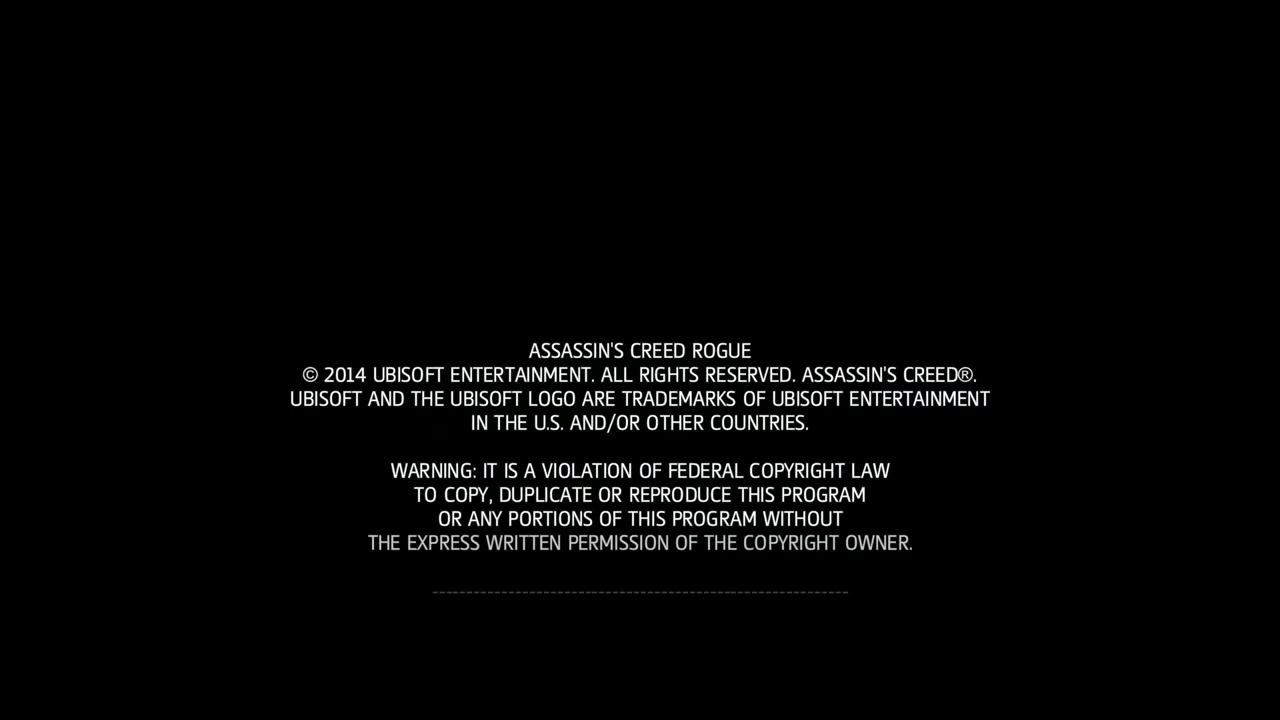 ASSASSIN'S CREED ROGUE
© 2014 UBISOFT ENTERTAINMENT. ALL RIGHTS RESERVED. ASSASSIN'S CREED®.
UBISOFT AND THE UBISOFT LOGO ARE TRADEMARKS OF UBISOFT ENTERTAINMENT
IN THE U.S. AND/OR OTHER COUNTRIES.
WARNING: IT IS A VIOLATION OF FEDERAL COPYRIGHT LAW
TO COPY, DUPLICATE OR REPRODUCE THIS PROGRAM
OR ANY PORTIONS OF THIS PROGRAM WITHOUT
THE EXPRESS WRITTEN PERMISSION OF THE COPYRIGHT OWNER.